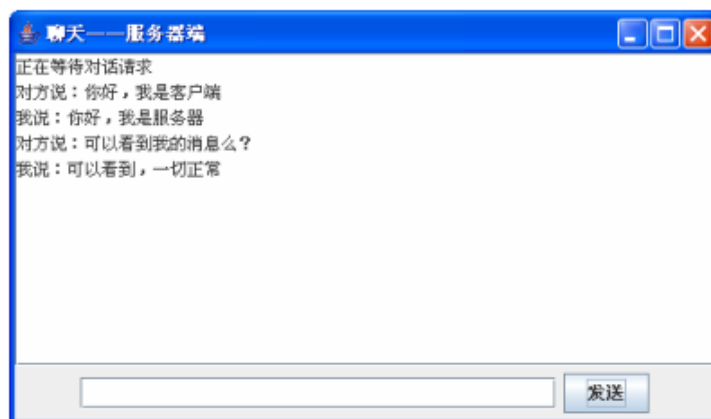 聊天——服务器端
正在等待对话请求
对方说：你好，我是客户端
我说：你好，我是服务器
对方说：可以看到我的消息么？
我说：可以看到，一切正常
发送